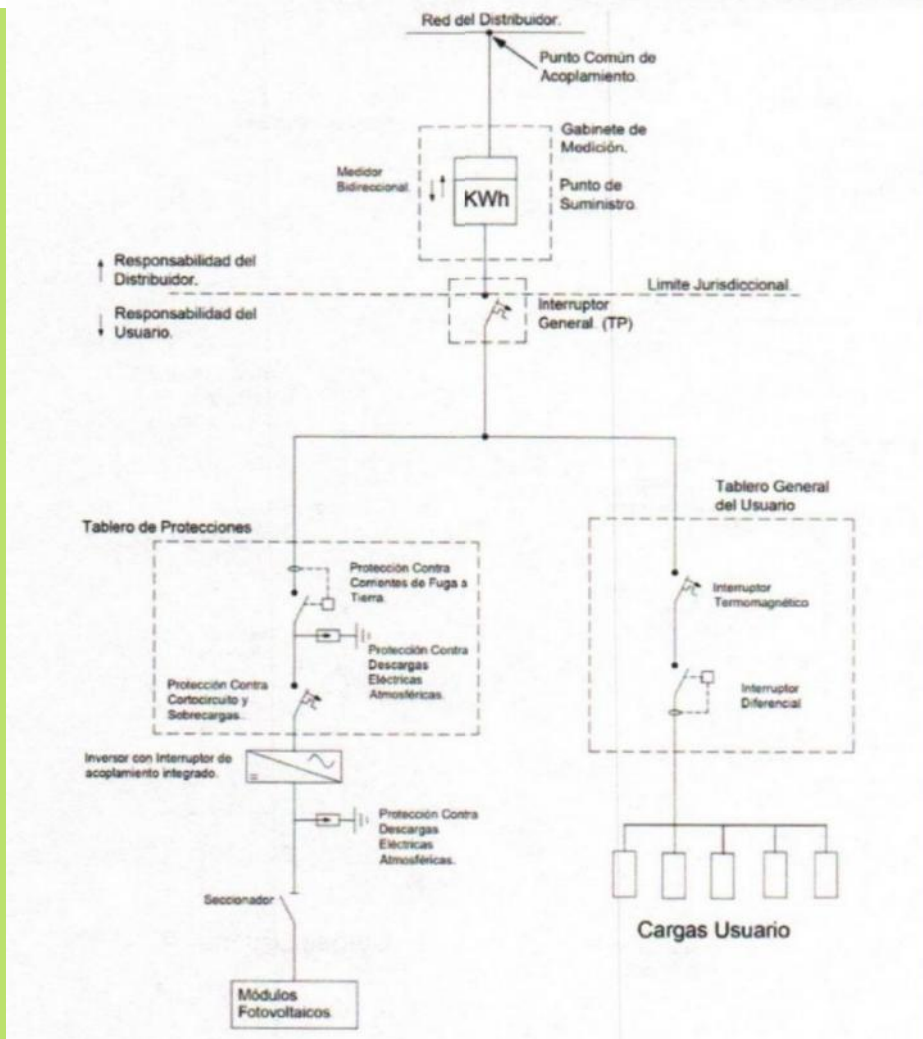 Red del Distribuidor.
Punto Común de
Acoplamiento.
Gabinete de
Medición.
Medidor
Bidireccional.
KWh
Punto de
Suministro.
Responsabilidad del
Distribuidor.
Limite Jurisdiccional.
Responsabilidad del
Usuario.
Interruptor
General. (TP)
Tablero General
del Usuario
Tablero de Protecciones
Protección Contra
Corrientes de Fuga a
Tierra.
Interruptor
Termomagnético
Protección Contra
Descargas
Eléctricas
Atmosféricas.
Protección Contra
Cortocircuito y
Sobrecargas.
Interruptor
Diferencial
Inversor con Interruptor de
acoplamiento integrado.
Protección Contra
Descargas
Eléctricas
Atmosféricas.
Seccionador
Cargas Usuario
Módulos
Fotovoltaicos